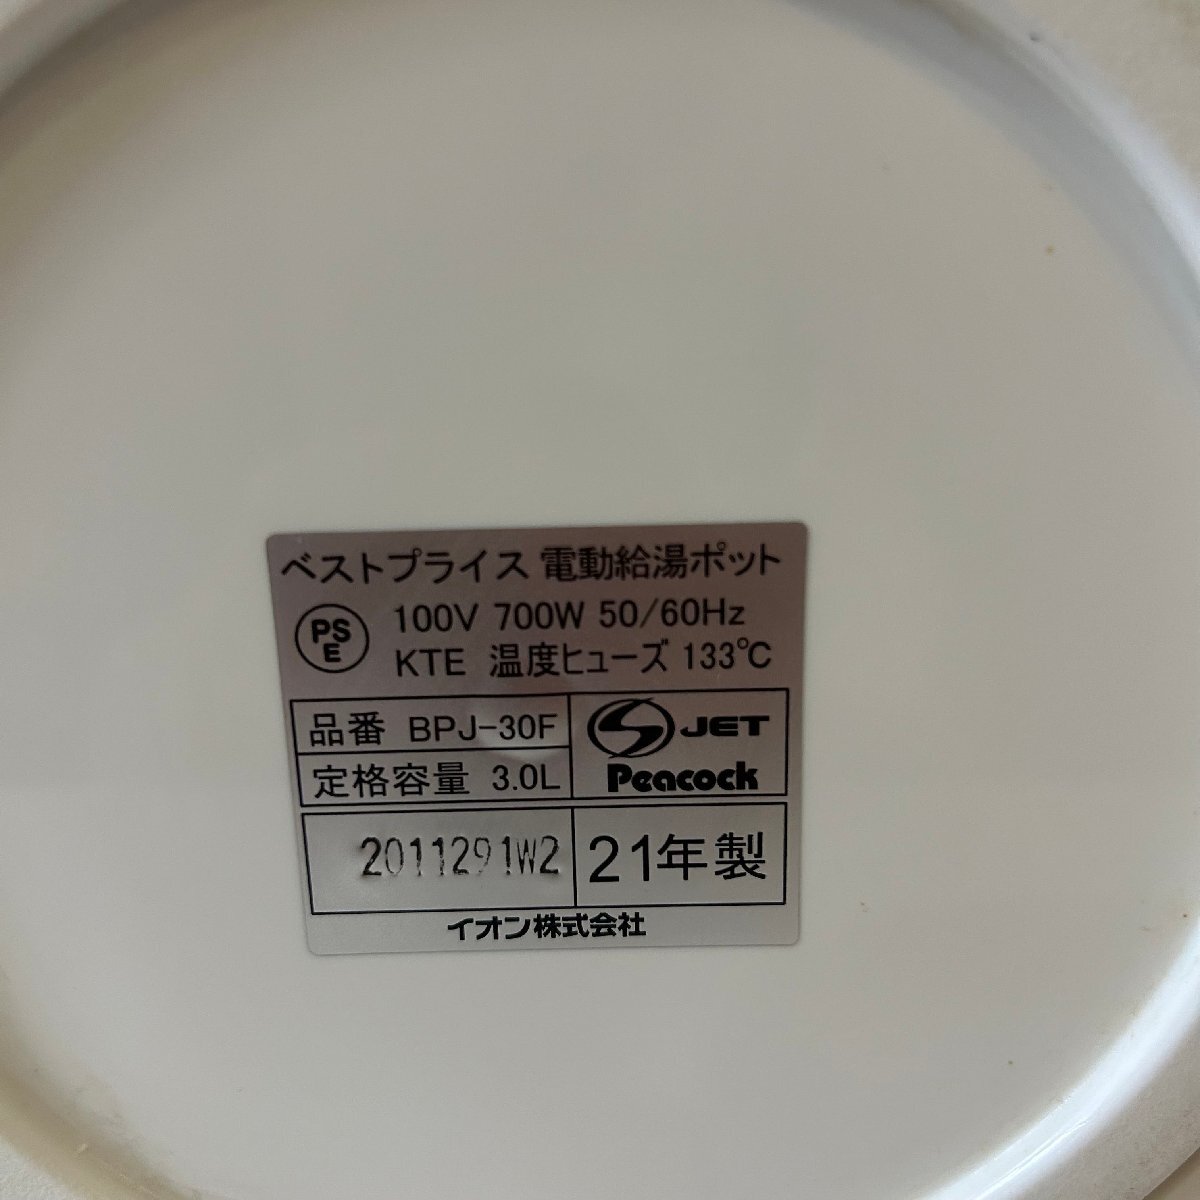 ベストプライス 電動給湯ポット
PS
E
100V 700W 50/60Hz
KTE 温度ヒューズ 133℃
品番 BPJ-30F
JET
定格容量 3.0L
Peacock
2011291W2
21年製
イオン株式会社